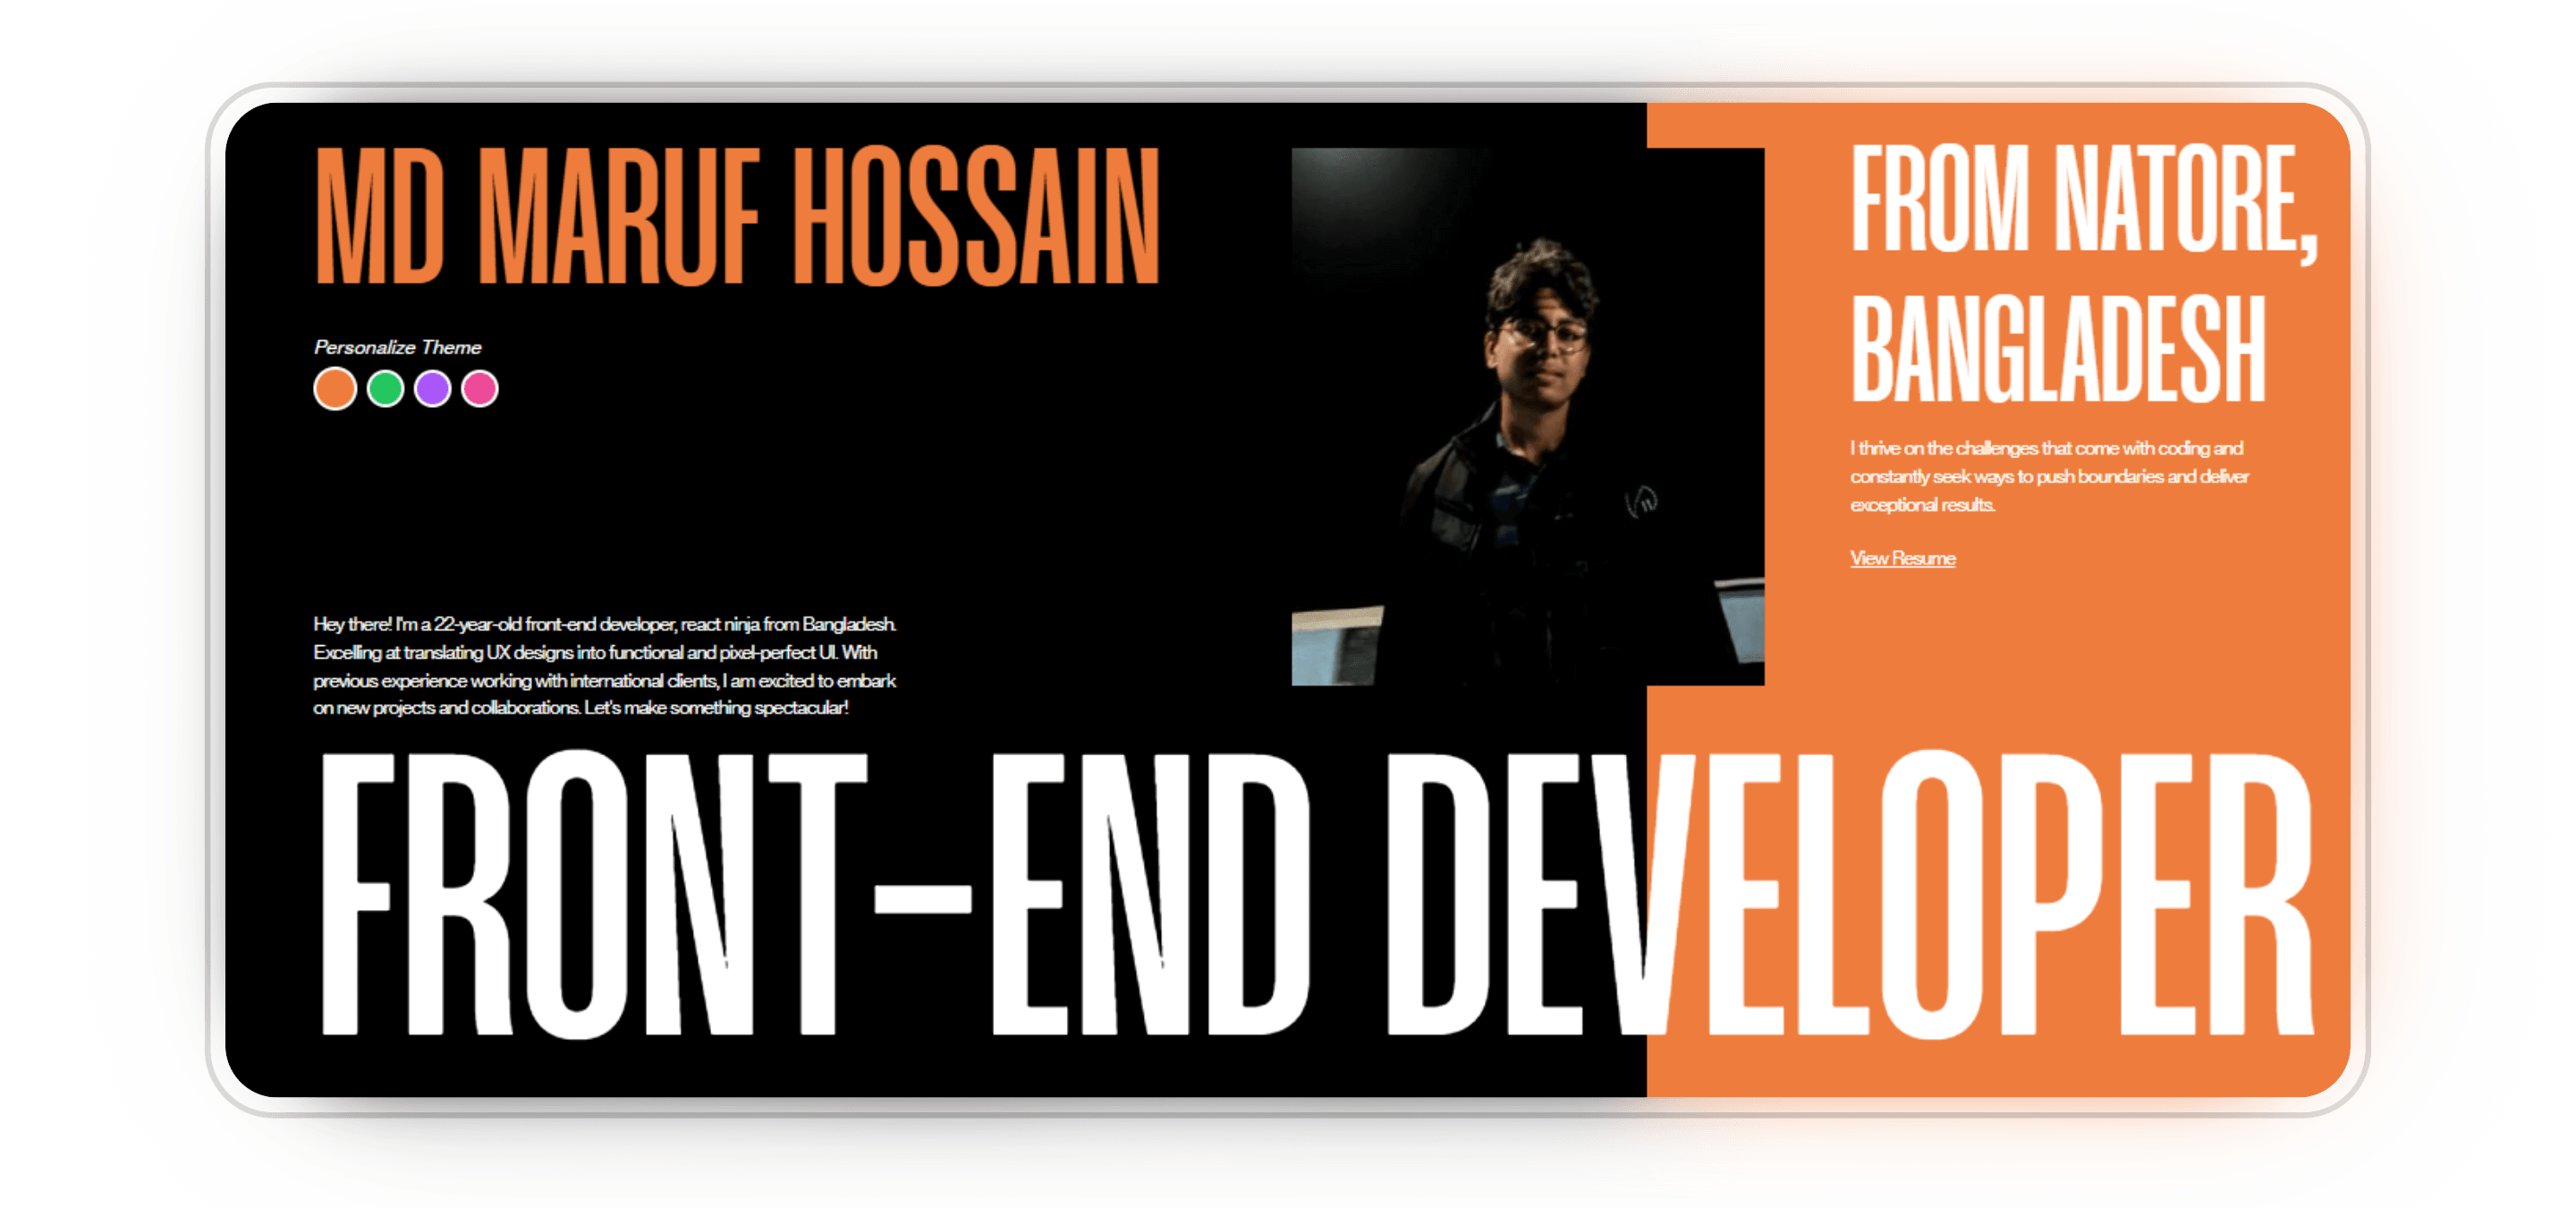 MD MARUF HOSSAIN
Personalize Theme
Hey there! I'm a 22-year-old front-end developer, react ninja from Bangladesh.
Excelling at translating UX designs into functional and pixel-perfect UI. With
previous experience working with international clients, I am excited to embark
on new projects and collaborations. Let's make something spectacular!
FROM NATORE,
BANGLADESH
I thrive on the challenges that come with coding and
constantly seek ways to push boundaries and deliver
exceptional results.
View Resume
FRONT-END DEVELOPER